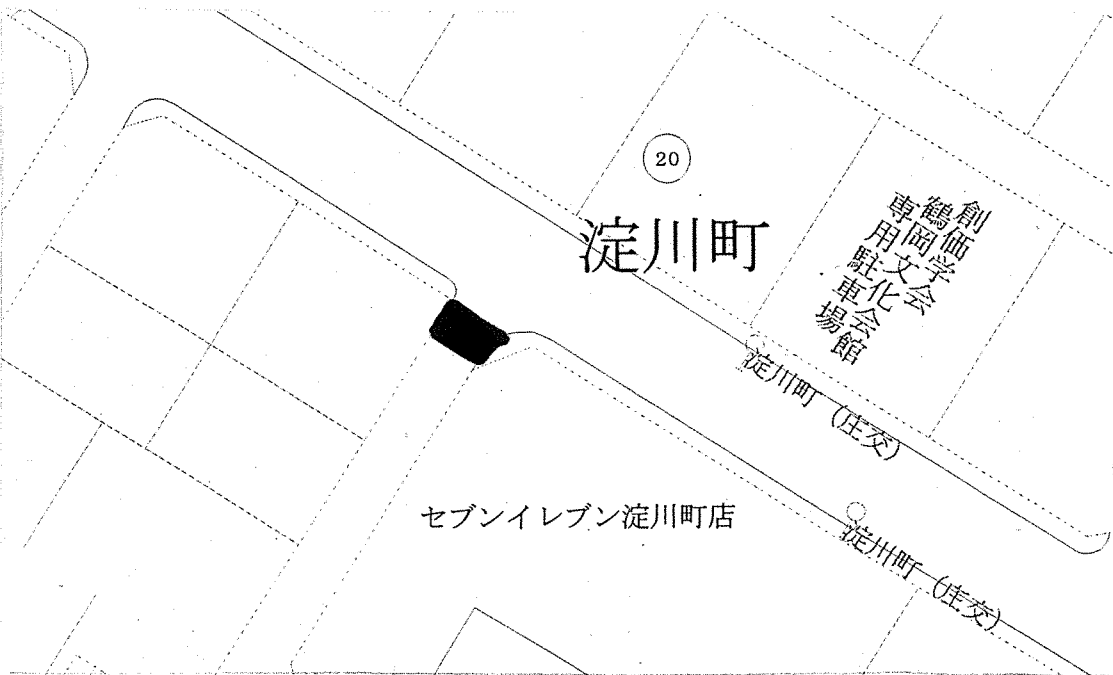 20
淀川町
創価学会
鶴岡文化会館
専用駐車場
淀川町（庄交）
セブンイレブン淀川町店
淀川町（庄交）